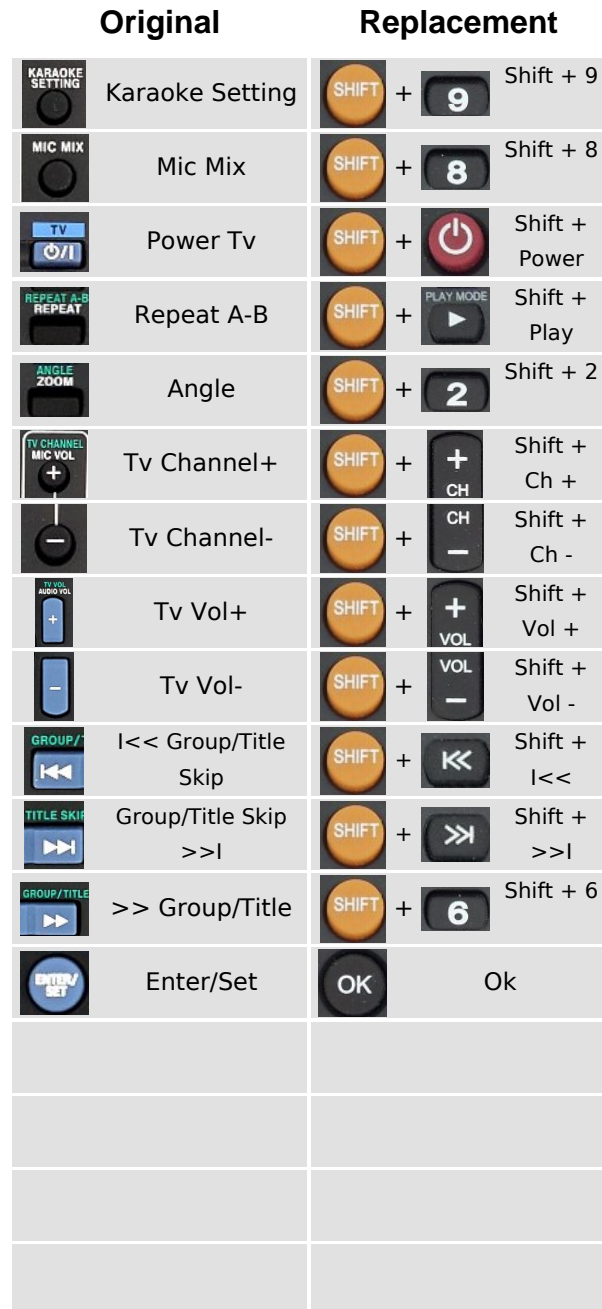 Original Replacement
KARAOKE
SETTING
Karaoke Setting
SHIFT + 9
Shift + 9
MIC MIX
Mic Mix
SHIFT + 8
Shift + 8
TV
⏻/I
Power Tv
SHIFT +
Shift +
Power
REPEAT A-B
REPEAT
Repeat A-B
SHIFT + PLAY MODE
Shift +
Play
ANGLE
ZOOM
Angle
SHIFT + 2
Shift + 2
TV CHANNEL
MIC VOL
+
Tv Channel+
SHIFT + +
CH
Shift +
Ch +
−
Tv Channel-
SHIFT + CH
−
Shift +
Ch -
TV VOL
AUDIO VOL
+
Tv Vol+
SHIFT + +
VOL
Shift +
Vol +
−
Tv Vol-
SHIFT + VOL
−
Shift +
Vol -
GROUP/T
I<< Group/Title
Skip
SHIFT +
Shift +
I<<
TITLE SKIP
Group/Title Skip
>>I
SHIFT +
Shift +
>>I
GROUP/TITLE
>> Group/Title
SHIFT + 6
Shift + 6
ENTER/
SET
Enter/Set
OK
Ok